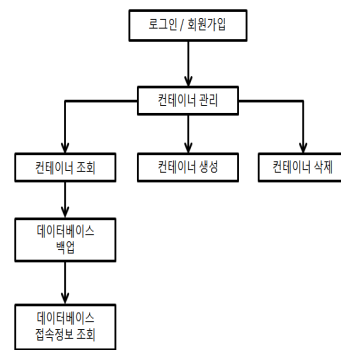 로그인 / 회원가입
컨테이너 관리
컨테이너 조회
컨테이너 생성
컨테이너 삭제
데이터베이스
백업
데이터베이스
접속정보 조회